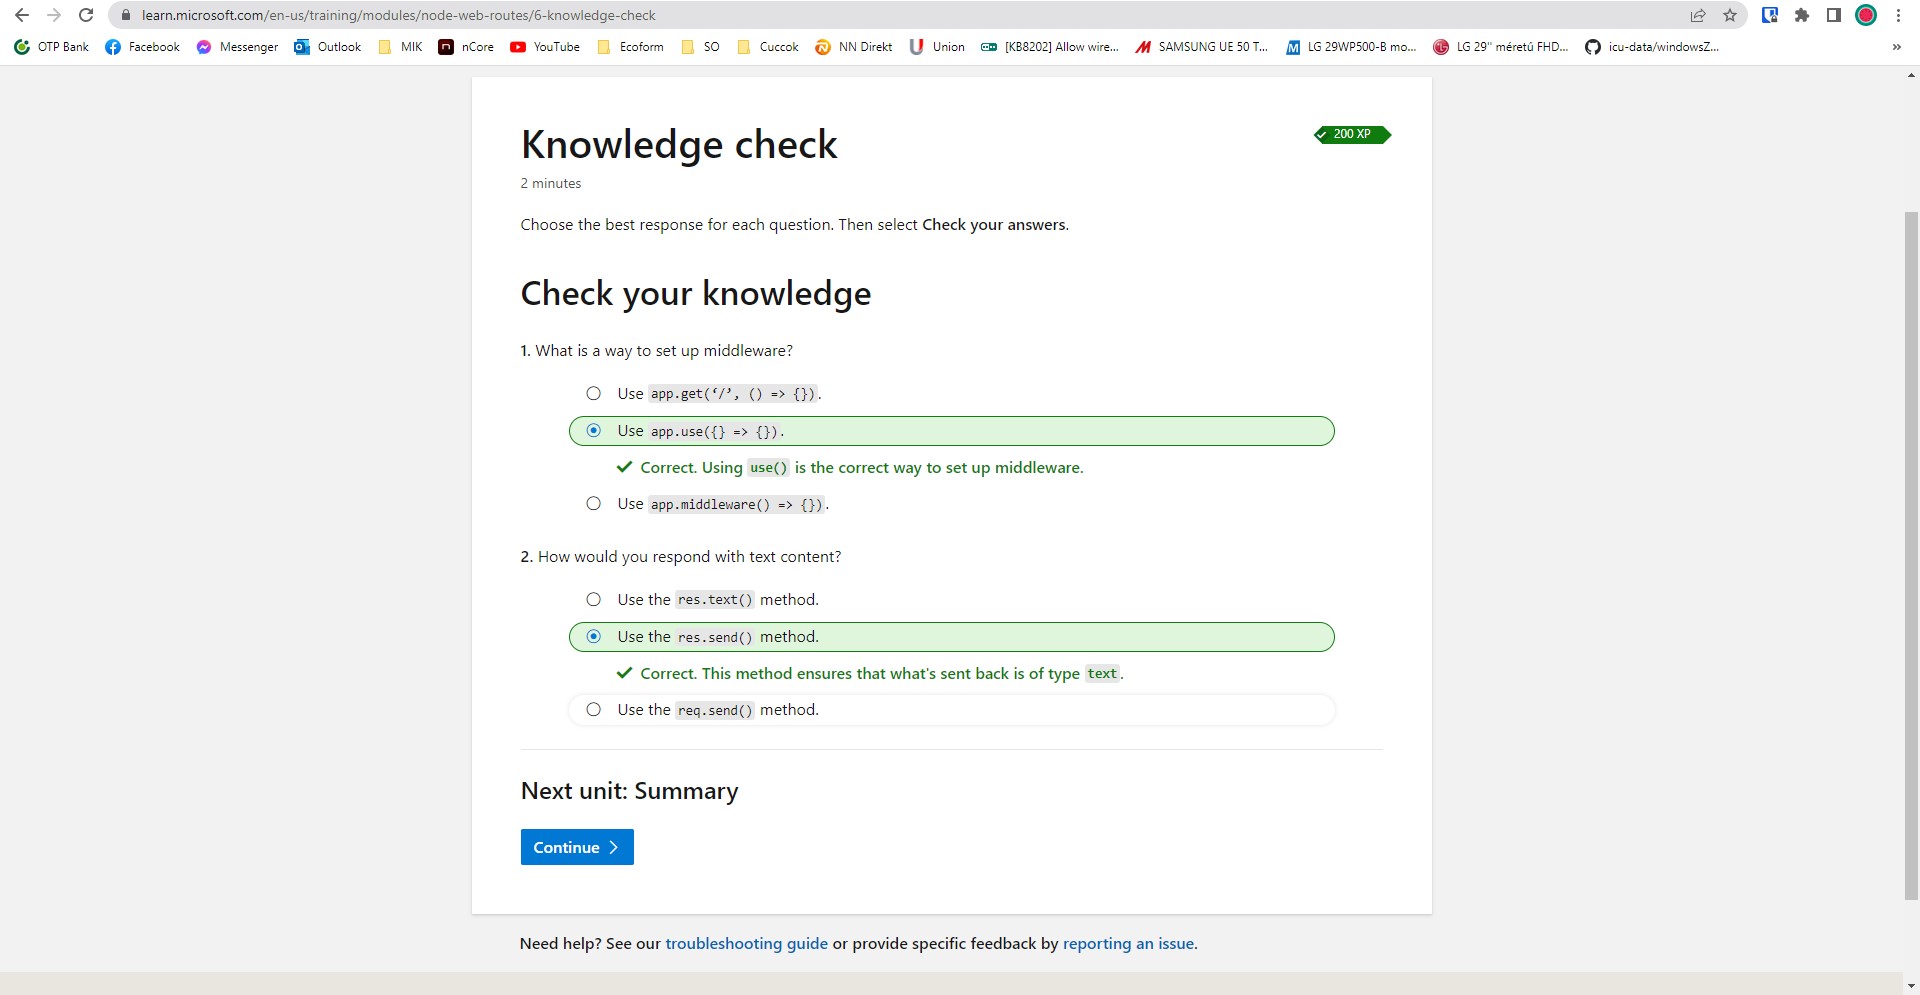 learn.microsoft.com/en-us/training/modules/node-web-routes/6-knowledge-check
OTP Bank Facebook Messenger Outlook MIK nCore YouTube Ecoform SO Cuccok NN Direkt Union [KB8202] Allow wire... SAMSUNG UE 50 T... LG 29WP500-B mo... LG 29" méretű FHD... icu-data/windowsZ... »
Knowledge check
200 XP
2 minutes
Choose the best response for each question. Then select Check your answers.
Check your knowledge
1. What is a way to set up middleware?
Use app.get(‘/’, () => {}).
Use app.use({} => {}).
Correct. Using use() is the correct way to set up middleware.
Use app.middleware() => {}).
2. How would you respond with text content?
Use the res.text() method.
Use the res.send() method.
Correct. This method ensures that what's sent back is of type text.
Use the req.send() method.
Next unit: Summary
Continue
Need help? See our troubleshooting guide or provide specific feedback by reporting an issue.